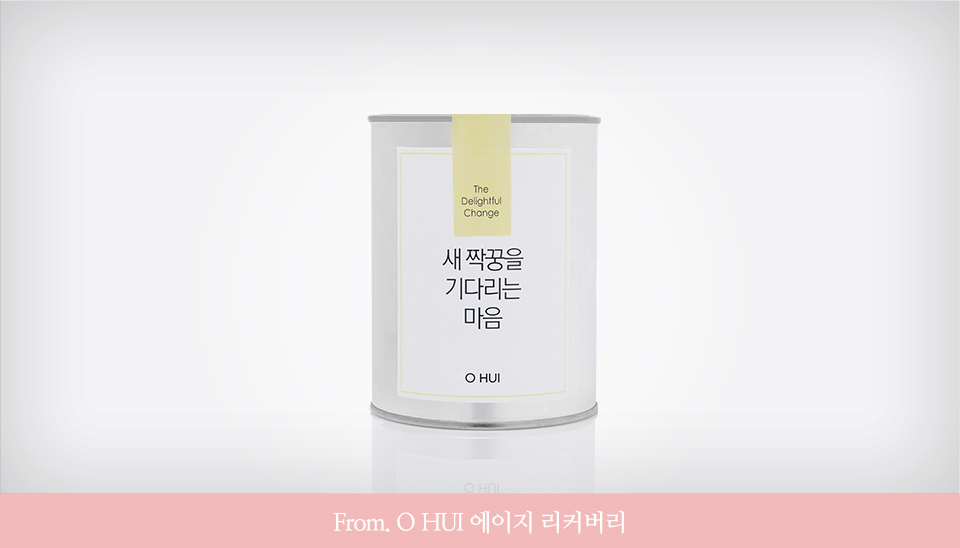 The
Delightful
Change
새 짝꿍을
기다리는
마음
O HUI
O HUI
From. O HUI 에이지 리커버리